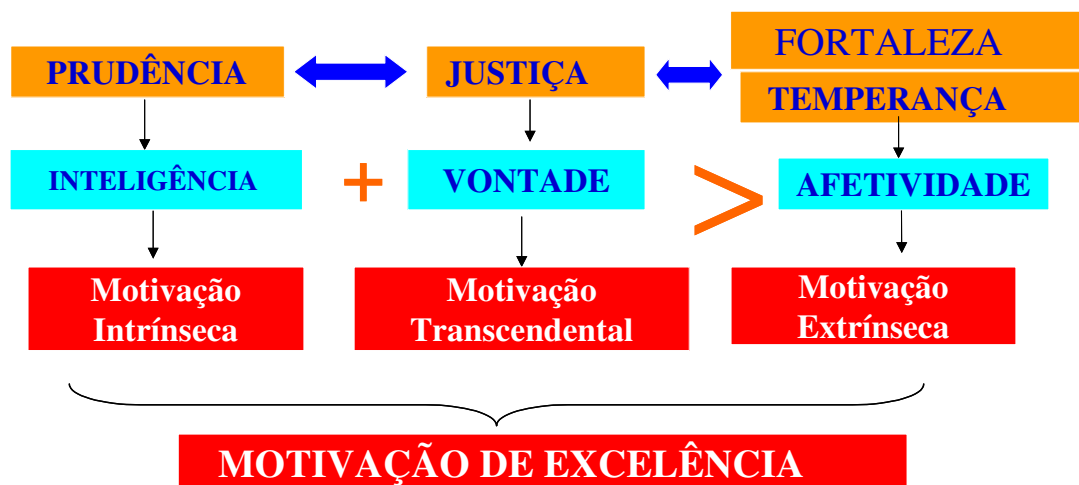 PRUDÊNCIA
JUSTIÇA
FORTALEZA
TEMPERANÇA
INTELIGÊNCIA
+
VONTADE
>
AFETIVIDADE
Motivação
Intrínseca
Motivação
Transcendental
Motivação
Extrínseca
MOTIVAÇÃO DE EXCELÊNCIA